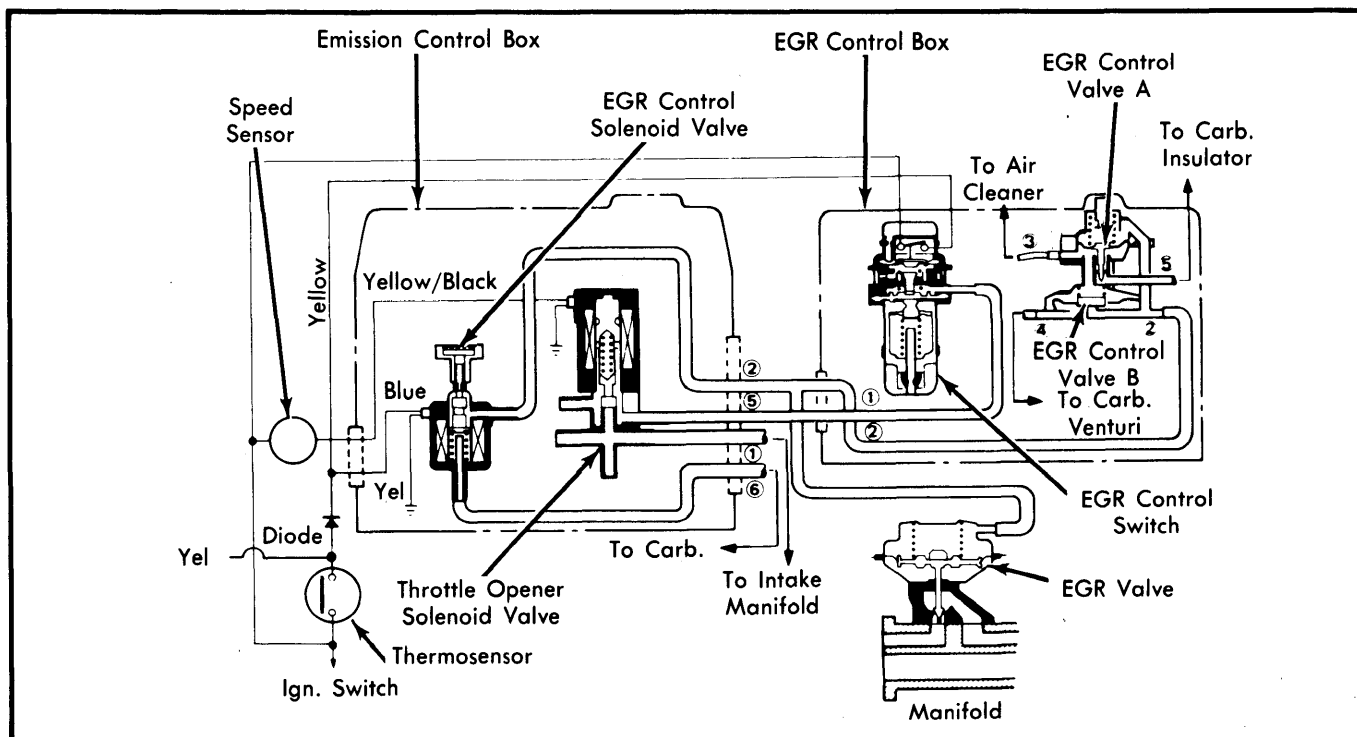 Emission Control Box
EGR Control Box
EGR Control
Valve A
Speed
Sensor
EGR Control
Solenoid Valve
To Carb.
Insulator
To Air
Cleaner
③
5
Yellow
Yellow/Black
4
2
EGR Control
Valve B
To Carb.
Venturi
Blue
②
⑤
①
②
①
⑥
Yel
EGR Control
Switch
Diode
Yel
To Carb.
To Intake
Manifold
Throttle Opener
Solenoid Valve
EGR Valve
Thermosensor
Ign. Switch
Manifold